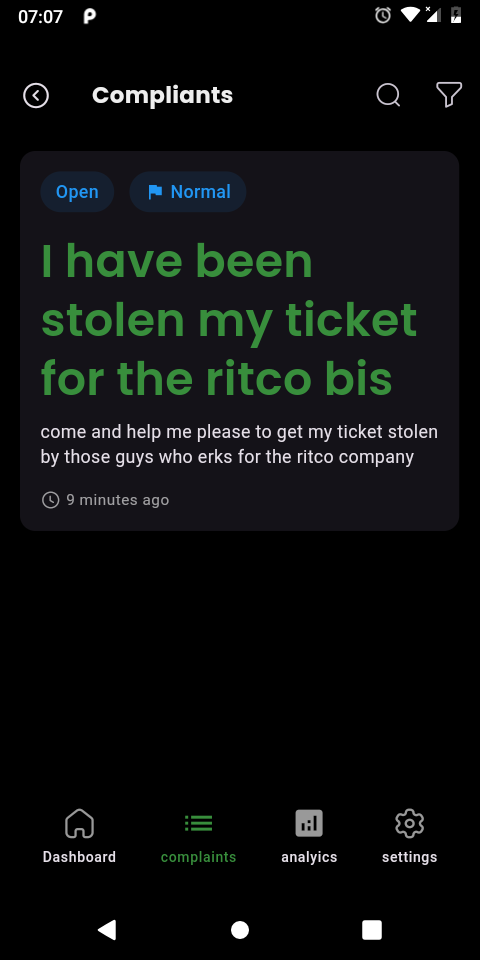 07:07
Compliants
Open
Normal
I have been
stolen my ticket
for the ritco bis
come and help me please to get my ticket stolen
by those guys who erks for the ritco company
9 minutes ago
Dashboard
complaints
analyics
settings